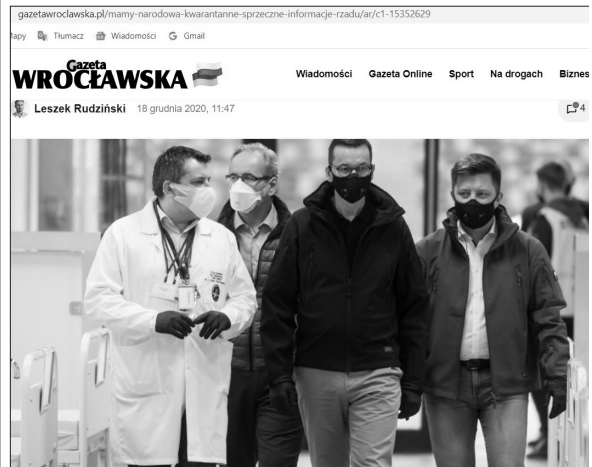 gazetawroclawska.pl/mamy-narodowa-kwarantanne-sprzeczne-informacje-rzadu/ar/c1-15352629
Tłumacz Wiadomości Gmail
Gazeta
WROCŁAWSKA
Wiadomości Gazeta Online Sport Na drogach Biznes
Leszek Rudziński 18 grudnia 2020, 11:47
4